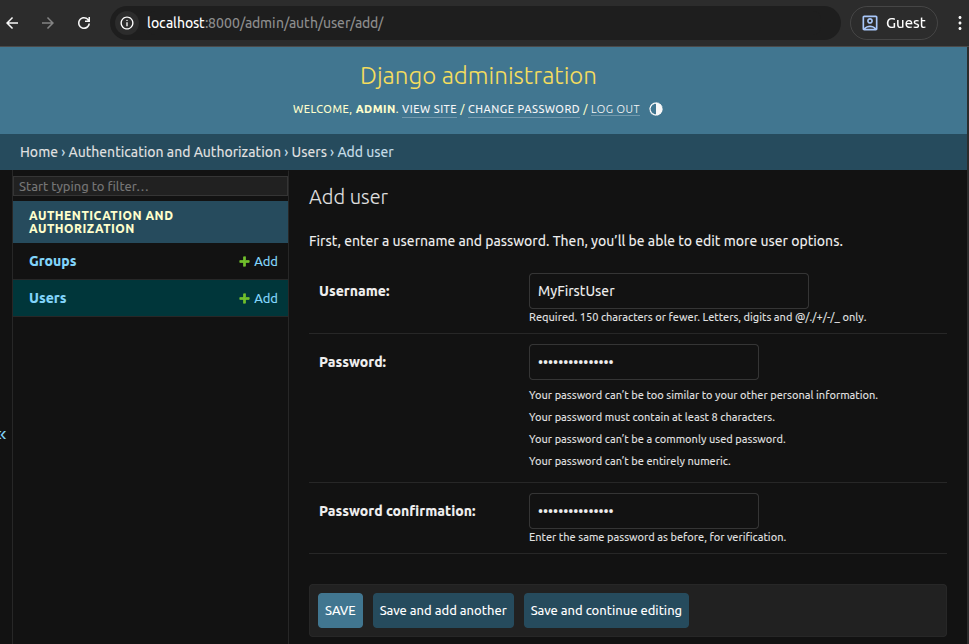 localhost:8000/admin/auth/user/add/
Guest
Django administration
WELCOME, ADMIN. VIEW SITE / CHANGE PASSWORD / LOG OUT
Home › Authentication and Authorization › Users › Add user
Start typing to filter…
AUTHENTICATION AND
AUTHORIZATION
Groups
+ Add
Users
+ Add
«
Add user
First, enter a username and password. Then, you’ll be able to edit more user options.
Username:
MyFirstUser
Required. 150 characters or fewer. Letters, digits and @/./+/-/_ only.
Password:
•••••••••••••••
Your password can’t be too similar to your other personal information.
Your password must contain at least 8 characters.
Your password can’t be a commonly used password.
Your password can’t be entirely numeric.
Password confirmation:
•••••••••••••••
Enter the same password as before, for verification.
SAVE
Save and add another
Save and continue editing